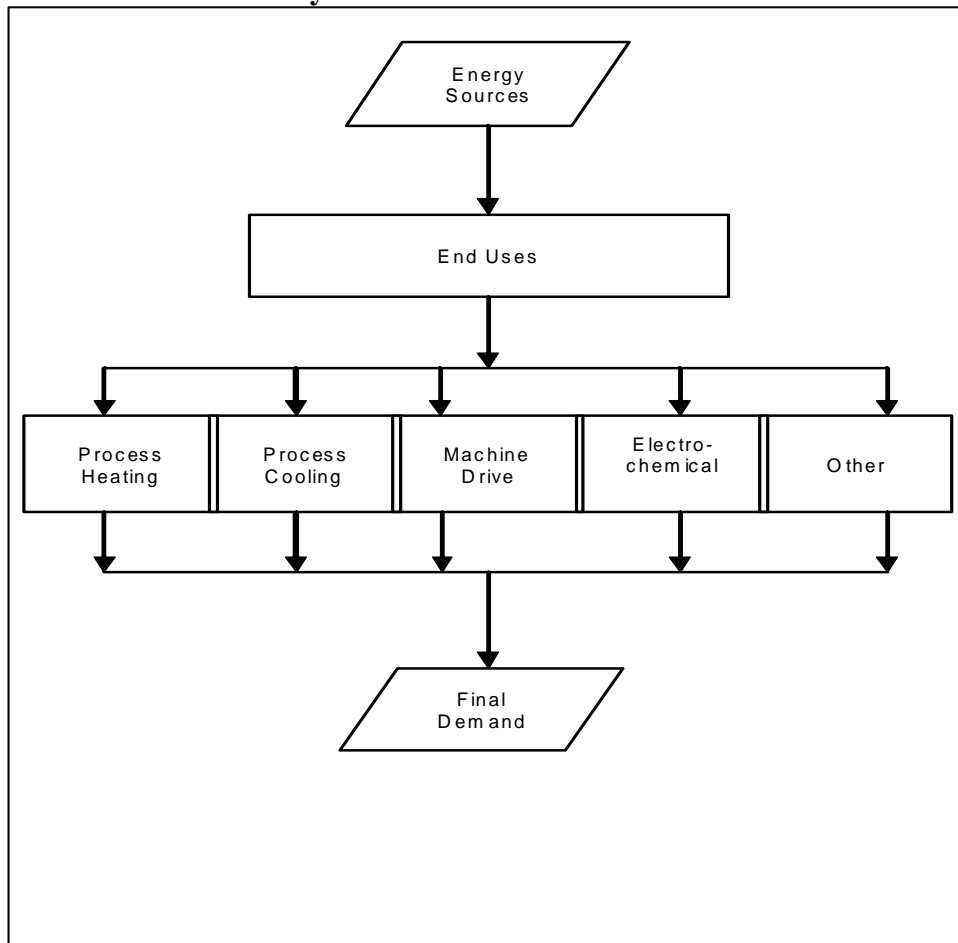 Energy
Sources
End Uses
Process
Heating
Process
Cooling
Machine
Drive
Electro-
chemical
Other
Final
Demand